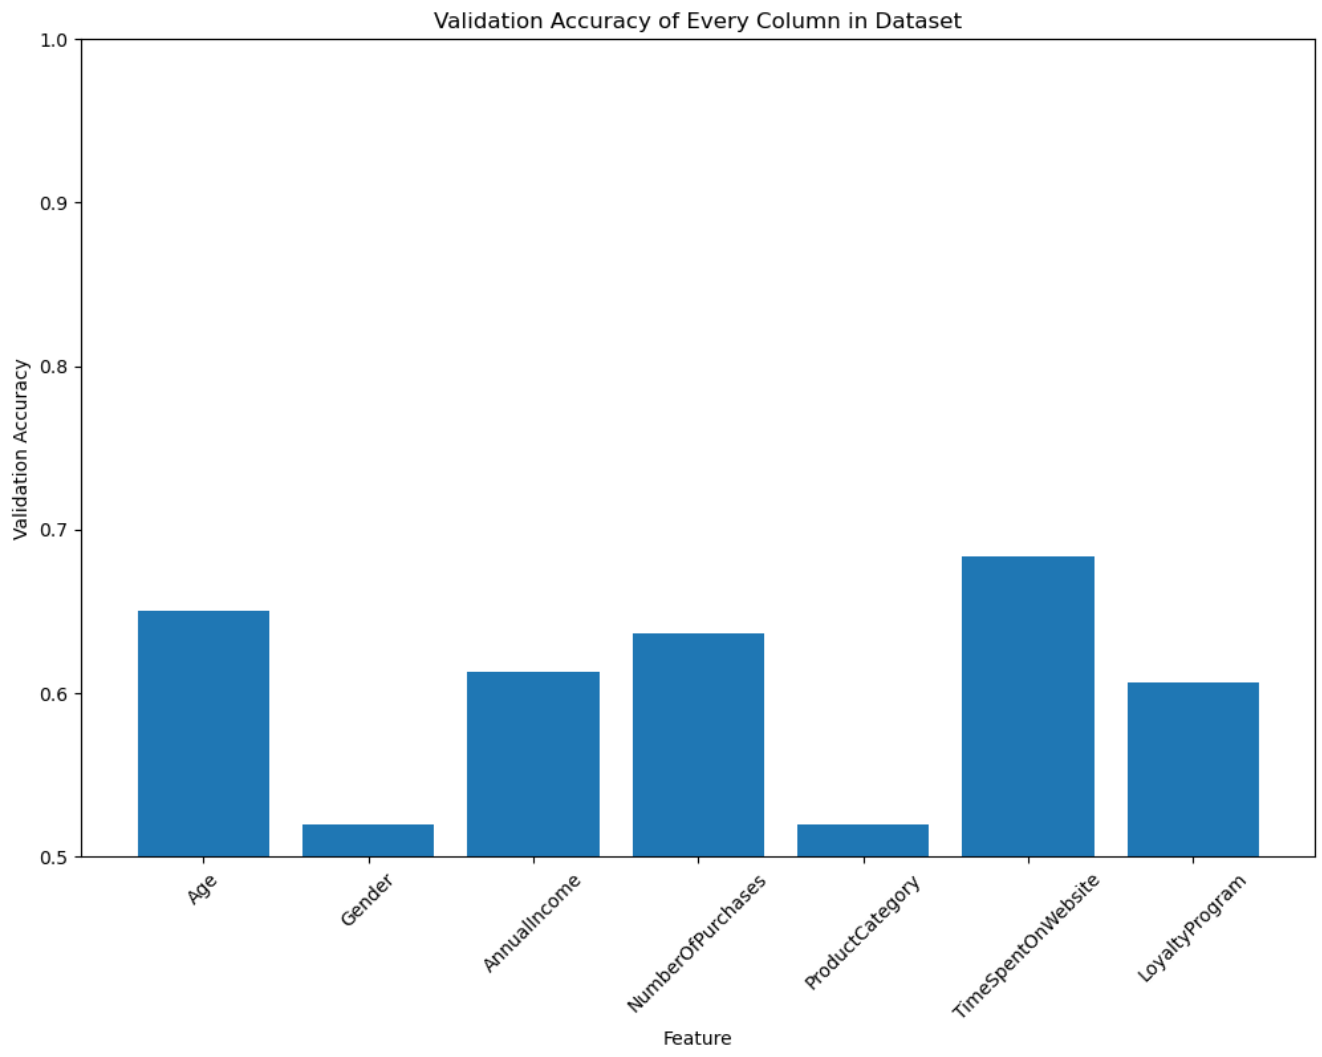 Validation Accuracy of Every Column in Dataset
1.0
0.9
0.8
0.7
0.6
0.5
Validation Accuracy
Age
Gender
AnnualIncome
NumberOfPurchases
ProductCategory
TimeSpentOnWebsite
LoyaltyProgram
Feature